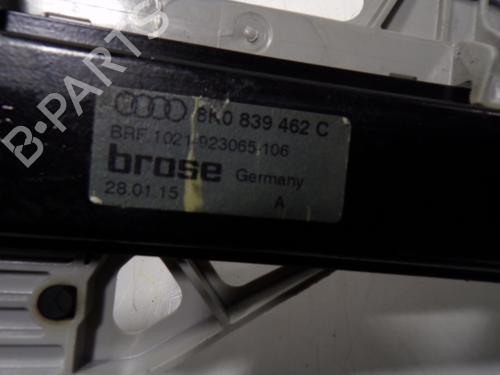 8K0 839 462 C
BRF 1021-923065-106
brose Germany
28.01.15 A
B-PARTS